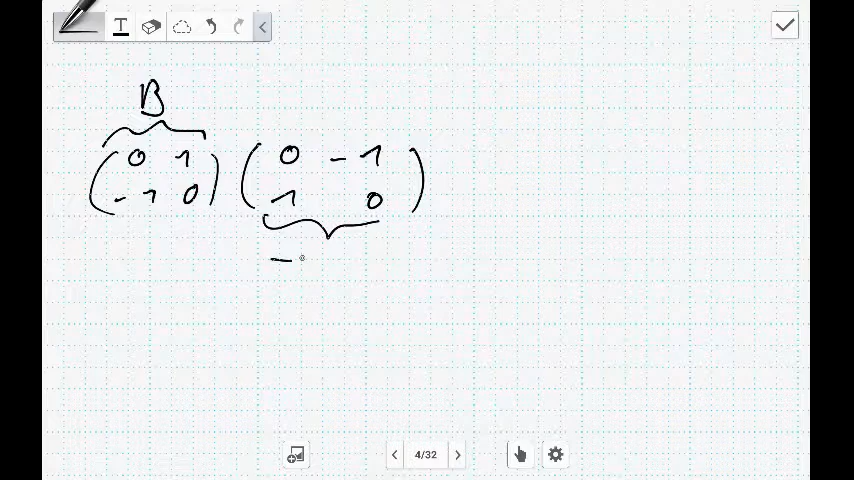 T
B
( 0 1 ) ( 0 -1 )
( -1 0 ) ( 1 0 )
-
4/32